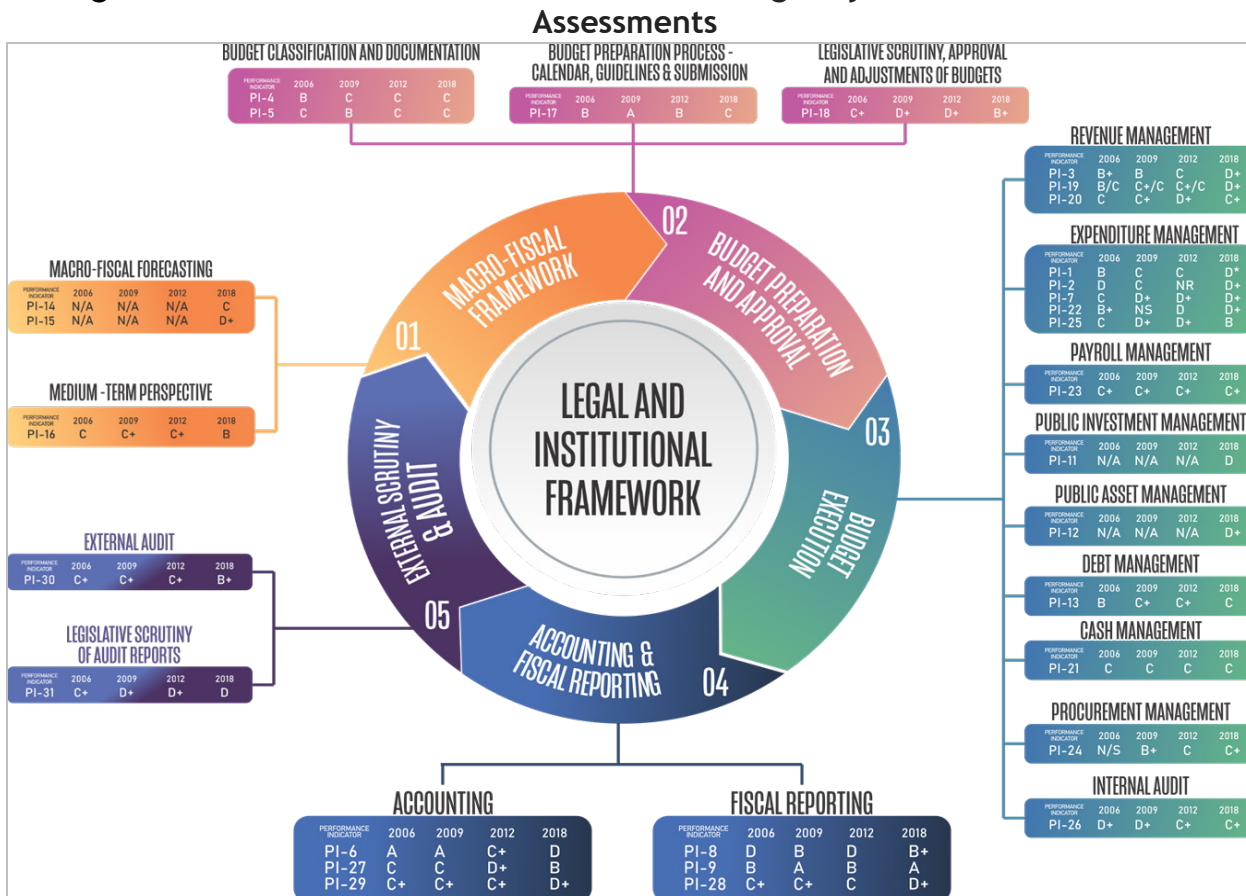 Assessments
BUDGET CLASSIFICATION AND DOCUMENTATION
PERFORMANCE INDICATOR 2006 2009 2012 2018
PI-4 B C C C
PI-5 C B C C
BUDGET PREPARATION PROCESS -
CALENDAR, GUIDELINES & SUBMISSION
PERFORMANCE INDICATOR 2006 2009 2012 2018
PI-17 B A B C
LEGISLATIVE SCRUTINY, APPROVAL
AND ADJUSTMENTS OF BUDGETS
PERFORMANCE INDICATOR 2006 2009 2012 2018
PI-18 C+ D+ D+ B+
REVENUE MANAGEMENT
PERFORMANCE INDICATOR 2006 2009 2012 2018
PI-3 B+ B C D+
PI-19 B/C C+/C C+/C D+
PI-20 C C+ D+ C+
EXPENDITURE MANAGEMENT
PERFORMANCE INDICATOR 2006 2009 2012 2018
PI-1 B C C D*
PI-2 D C NR D+
PI-7 C D+ D+ D+
PI-22 B+ NS D D+
PI-25 C D+ D+ B
PAYROLL MANAGEMENT
PERFORMANCE INDICATOR 2006 2009 2012 2018
PI-23 C+ C+ C+ C+
PUBLIC INVESTMENT MANAGEMENT
PERFORMANCE INDICATOR 2006 2009 2012 2018
PI-11 N/A N/A N/A D
PUBLIC ASSET MANAGEMENT
PERFORMANCE INDICATOR 2006 2009 2012 2018
PI-12 N/A N/A N/A D+
DEBT MANAGEMENT
PERFORMANCE INDICATOR 2006 2009 2012 2018
PI-13 B C+ C+ C
CASH MANAGEMENT
PERFORMANCE INDICATOR 2006 2009 2012 2018
PI-21 C C C C
PROCUREMENT MANAGEMENT
PERFORMANCE INDICATOR 2006 2009 2012 2018
PI-24 N/S B+ C C+
INTERNAL AUDIT
PERFORMANCE INDICATOR 2006 2009 2012 2018
PI-26 D+ D+ C+ C+
MACRO-FISCAL FORECASTING
PERFORMANCE INDICATOR 2006 2009 2012 2018
PI-14 N/A N/A N/A C
PI-15 N/A N/A N/A D+
MEDIUM -TERM PERSPECTIVE
PERFORMANCE INDICATOR 2006 2009 2012 2018
PI-16 C C+ C+ B
EXTERNAL AUDIT
PERFORMANCE INDICATOR 2006 2009 2012 2018
PI-30 C+ C+ C+ B+
LEGISLATIVE SCRUTINY
OF AUDIT REPORTS
PERFORMANCE INDICATOR 2006 2009 2012 2018
PI-31 C+ D+ D+ D
01
MACRO-FISCAL
FRAMEWORK
02
BUDGET PREPARATION
AND APPROVAL
03
BUDGET
EXECUTION
04
ACCOUNTING &
FISCAL REPORTING
05
EXTERNAL SCRUTINY
& AUDIT
LEGAL AND
INSTITUTIONAL
FRAMEWORK
ACCOUNTING
PERFORMANCE INDICATOR 2006 2009 2012 2018
PI-6 A A C+ D
PI-27 C C D+ B
PI-29 C+ C+ C+ D+
FISCAL REPORTING
PERFORMANCE INDICATOR 2006 2009 2012 2018
PI-8 D B D B+
PI-9 B A B A
PI-28 C+ C+ C D+